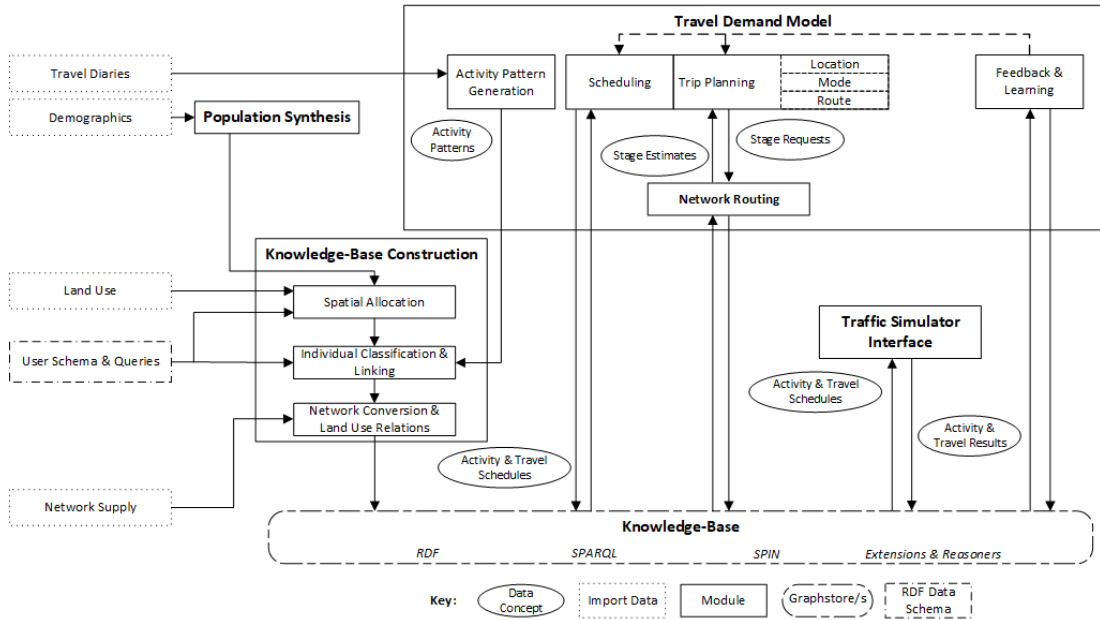 Travel Demand Model
Travel Diaries
Demographics
Population Synthesis
Activity Pattern
Generation
Scheduling
Trip Planning
Location
Mode
Route
Feedback &
Learning
Activity
Patterns
Stage Estimates
Stage Requests
Network Routing
Knowledge-Base Construction
Land Use
Spatial Allocation
User Schema & Queries
Individual Classification &
Linking
Network Conversion &
Land Use Relations
Network Supply
Traffic Simulator
Interface
Activity & Travel
Schedules
Activity &
Travel Results
Activity & Travel
Schedules
Knowledge-Base
RDF SPARQL SPIN Extensions & Reasoners
Key:
Data
Concept
Import Data
Module
Graphstore/s
RDF Data
Schema